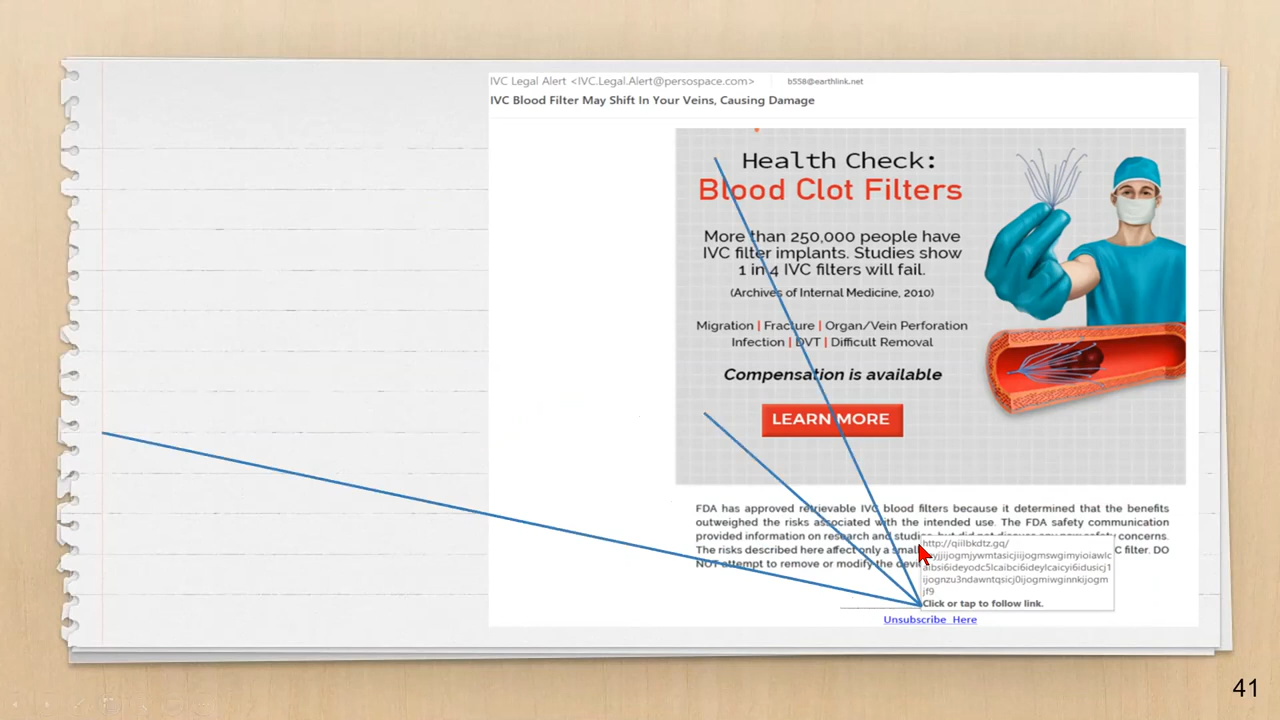 IVC Legal Alert <IVC.Legal.Alert@persospace.com> b558@earthlink.net
IVC Blood Filter May Shift In Your Veins, Causing Damage
Health Check:
Blood Clot Filters
More than 250,000 people have
IVC filter implants. Studies show
1 in 4 IVC filters will fail.
(Archives of Internal Medicine, 2010)
Migration | Fracture | Organ/Vein Perforation
Infection | DVT | Difficult Removal
Compensation is available
LEARN MORE
FDA has approved retrievable IVC blood filters because it determined that the benefits
outweighed the risks associated with the intended use. The FDA safety communication
provided information on research and studies concerns.
The risks described here affect only a small C filter. DO
NOT attempt to remove or modify the devi
http://qiilbkdtz.gq/
ijognzu3ndawntqsicj0ijogmiwginnkijogm
jf9
Click or tap to follow link.
Unsubscribe Here
41